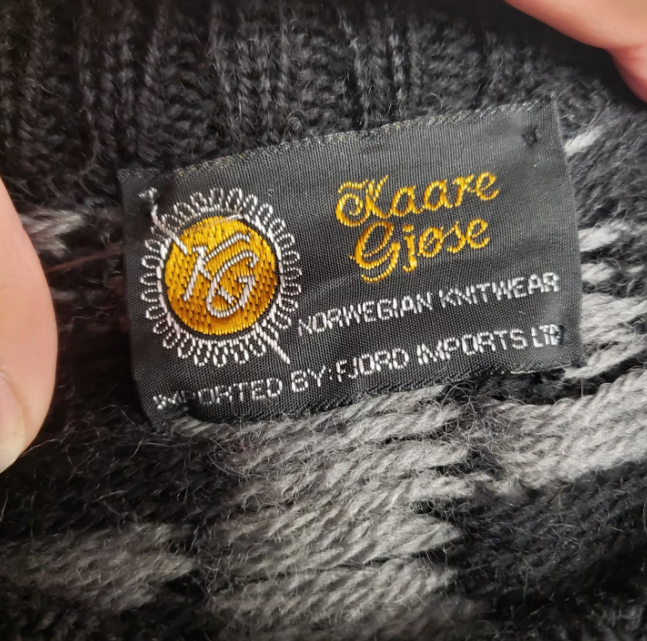 KG
Kaare
Gjøse
NORWEGIAN KNITWEAR
IMPORTED BY: FJORD IMPORTS LTD